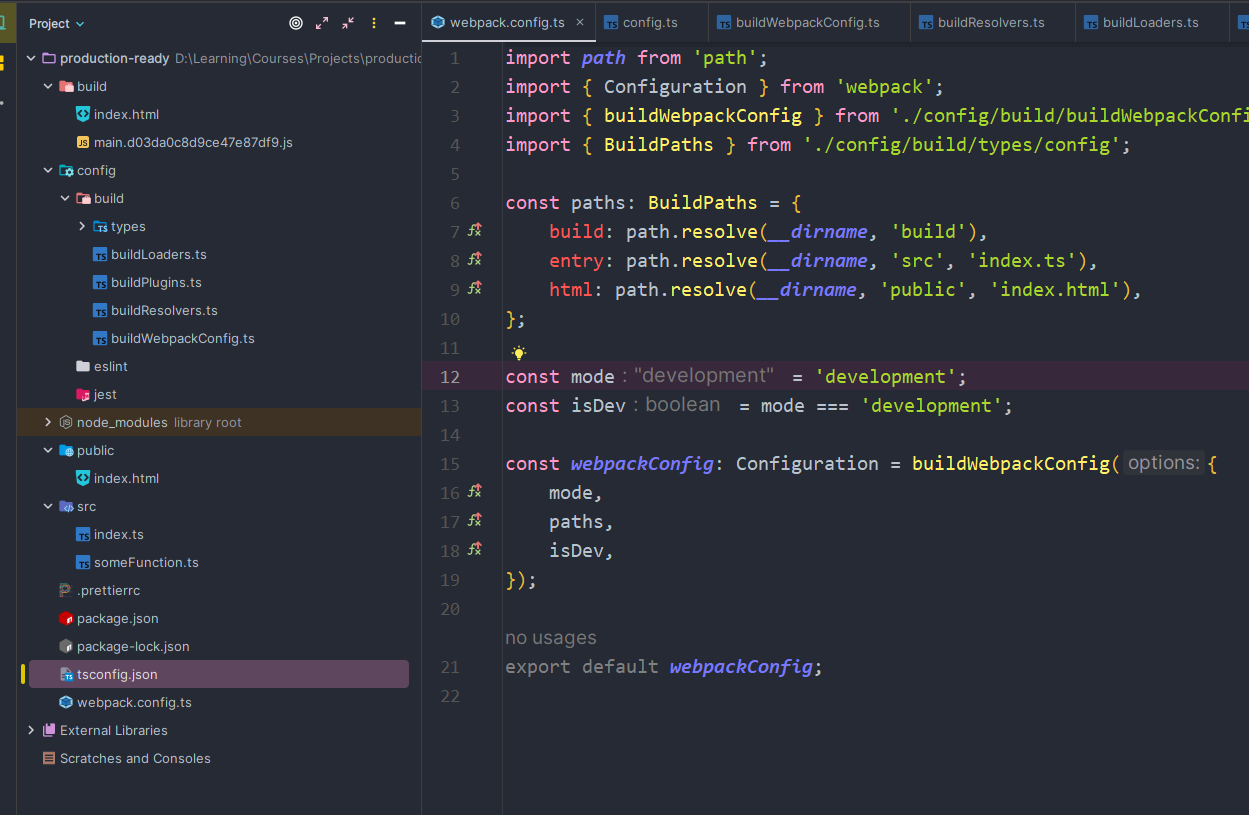 Project
production-ready D:\Learning\Courses\Projects\productic
build
index.html
main.d03da0c8d9ce47e87df9.js
config
build
types
buildLoaders.ts
buildPlugins.ts
buildResolvers.ts
buildWebpackConfig.ts
eslint
jest
node_modules library root
public
index.html
src
index.ts
someFunction.ts
.prettierrc
package.json
package-lock.json
tsconfig.json
webpack.config.ts
External Libraries
Scratches and Consoles
webpack.config.ts × config.ts buildWebpackConfig.ts buildResolvers.ts buildLoaders.ts
1 import path from 'path';
2 import { Configuration } from 'webpack';
3 import { buildWebpackConfig } from './config/build/buildWebpackConfi
4 import { BuildPaths } from './config/build/types/config';
5
6 const paths: BuildPaths = {
7 build: path.resolve(__dirname, 'build'),
8 entry: path.resolve(__dirname, 'src', 'index.ts'),
9 html: path.resolve(__dirname, 'public', 'index.html'),
10 };
11
12 const mode : "development" = 'development';
13 const isDev : boolean = mode === 'development';
14
15 const webpackConfig: Configuration = buildWebpackConfig( options: {
16 mode,
17 paths,
18 isDev,
19 });
20
no usages
21 export default webpackConfig;
22